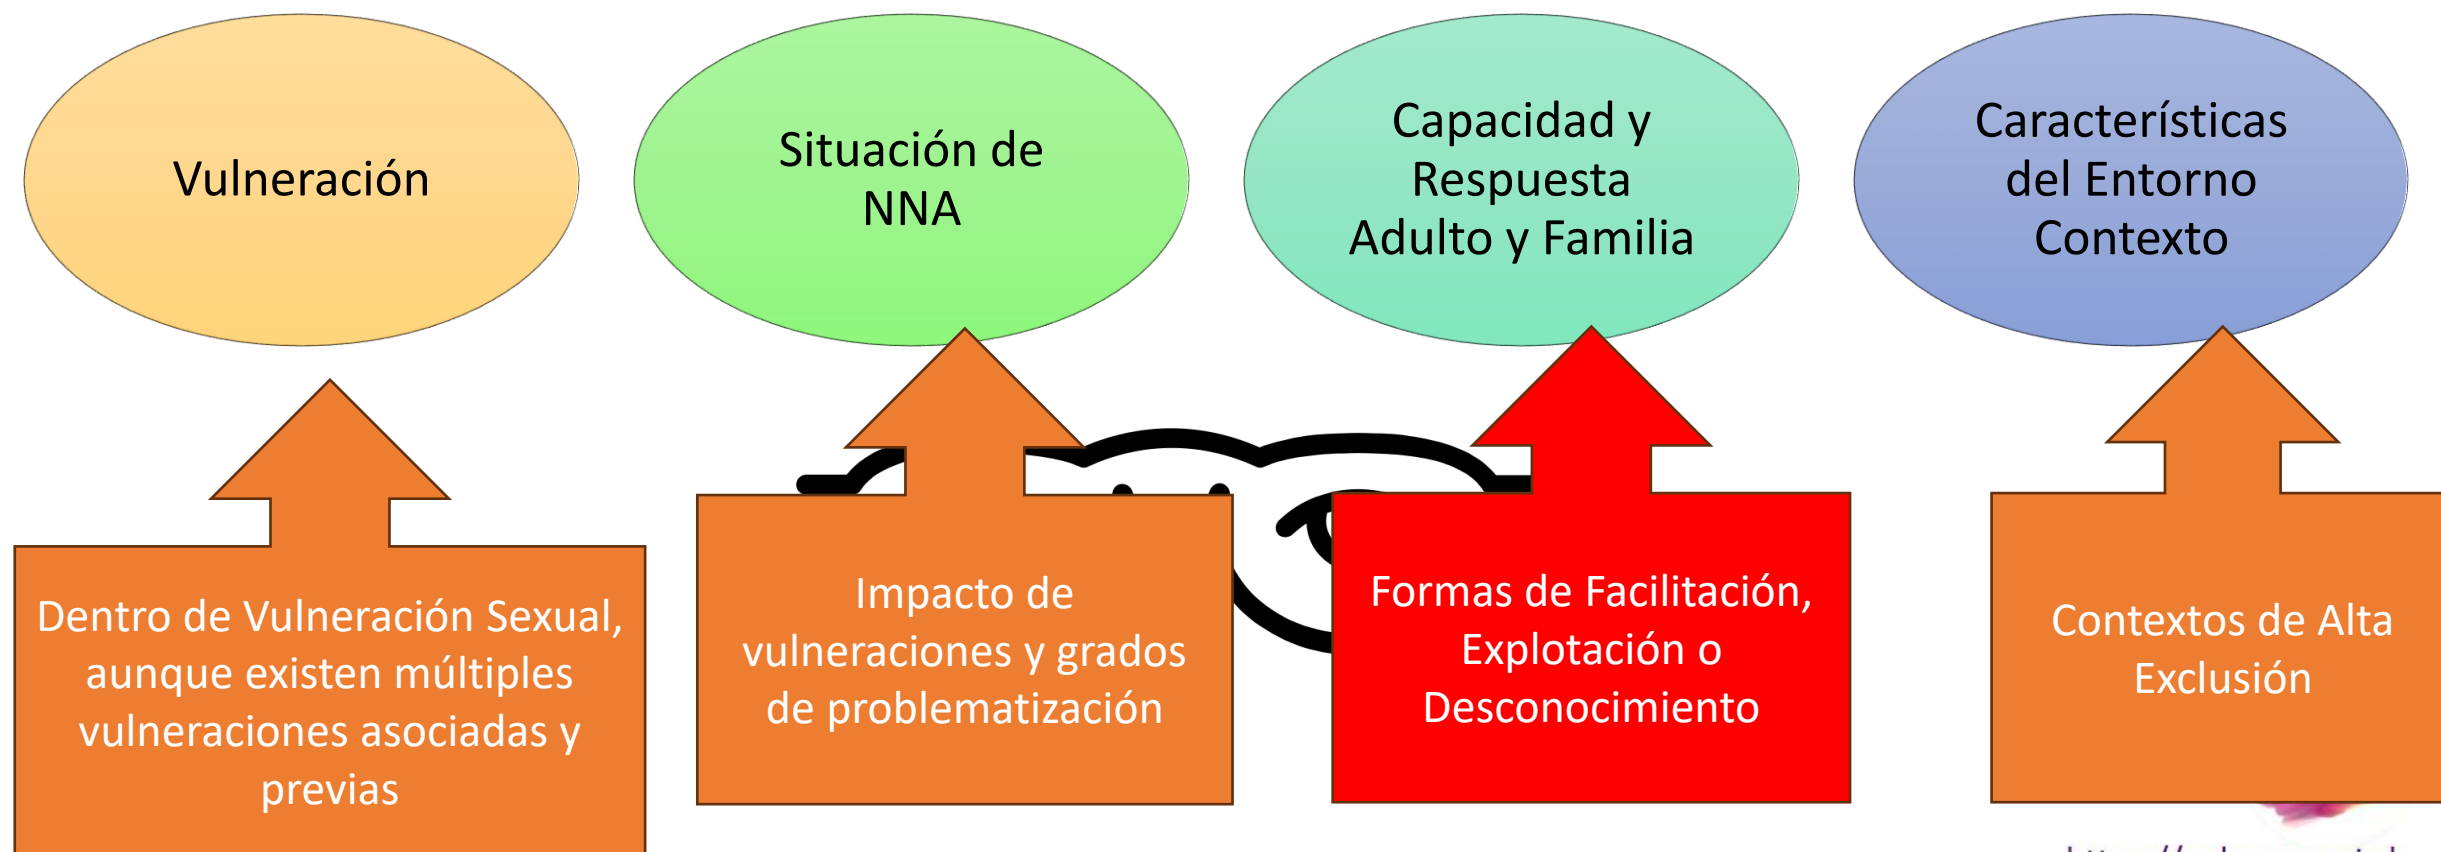 Vulneración
Situación de
NNA
Capacidad y
Respuesta
Adulto y Familia
Características
del Entorno
Contexto
Dentro de Vulneración Sexual,
aunque existen múltiples
vulneraciones asociadas y
previas
Impacto de
vulneraciones y grados
de problematización
Formas de Facilitación,
Explotación o
Desconocimiento
Contextos de Alta
Exclusión